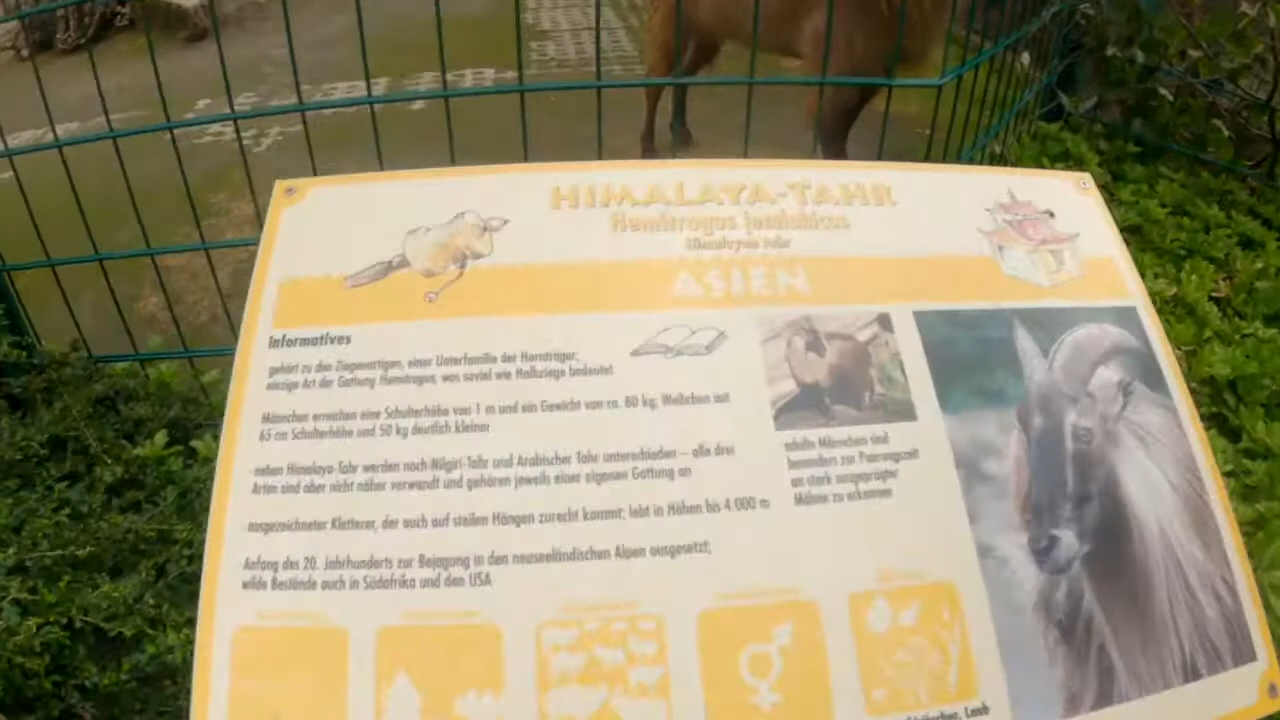 HIMALAYA-TAHR
Hemitragus jemlahicus
Himalayan tahr
ASIEN
Informatives
gehört zu den Ziegenartigen, einer Unterfamilie der Hornträger;
einzige Art der Gattung Hemitragus, was soviel wie Halbziege bedeutet
Männchen erreichen eine Schulterhöhe von 1 m und ein Gewicht von ca. 80 kg; Weibchen mit
65 cm Schulterhöhe und 50 kg deutlich kleiner
neben Himalaya-Tahr werden noch Nilgiri-Tahr und Arabischer Tahr unterschieden – alle drei
Arten sind aber nicht näher verwandt und gehören jeweils einer eigenen Gattung an
ausgezeichneter Kletterer, der auch auf steilen Hängen zurecht kommt; lebt in Höhen bis 4.000 m
Anfang des 20. Jahrhunderts zur Bejagung in den neuseeländischen Alpen ausgesetzt;
wilde Bestände auch in Südafrika und den USA
adulte Männchen sind
besonders zur Paarungszeit
an stark ausgeprägter
Mähne zu erkennen
Laub